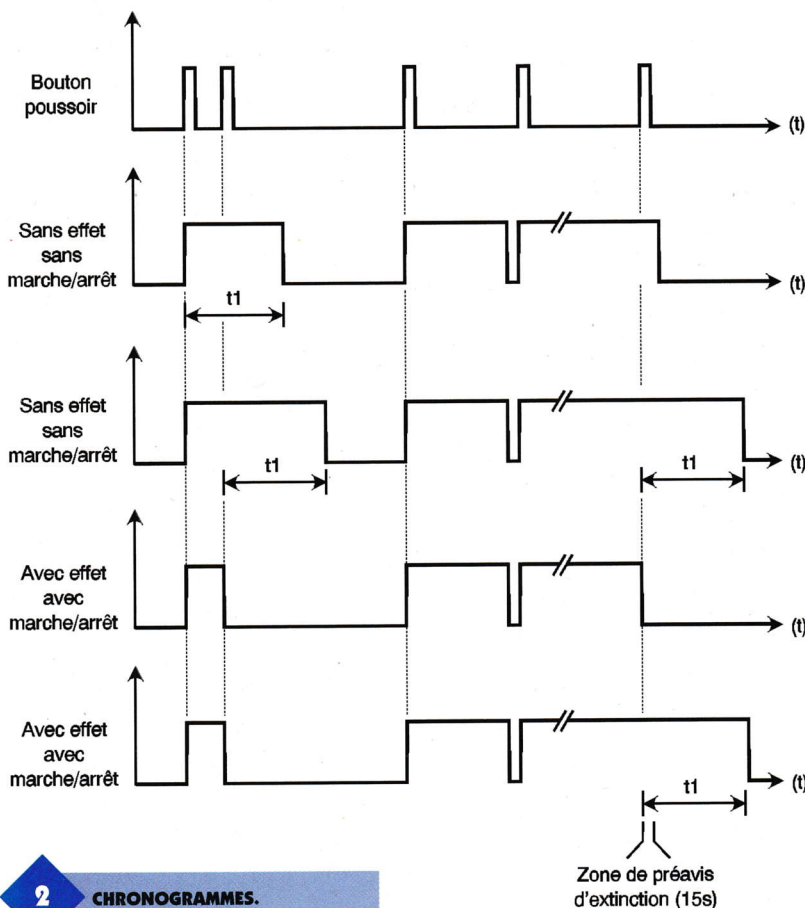 Bouton
poussoir
(t)
Sans effet
sans
marche/arrêt
(t)
t1
Sans effet
sans
marche/arrêt
(t)
t1
t1
Avec effet
avec
marche/arrêt
(t)
Avec effet
avec
marche/arrêt
(t)
t1
Zone de préavis
d'extinction (15s)
2 CHRONOGRAMMES.